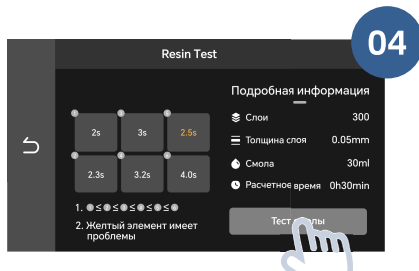 04
Resin Test
Подробная информация
2s 3s 2.5s
2.3s 3.2s 4.0s
Слои 300
Толщина слоя 0.05mm
Смола 30ml
Расчетное время 0h30min
1.
2. Желтый элемент имеет
проблемы
Тест